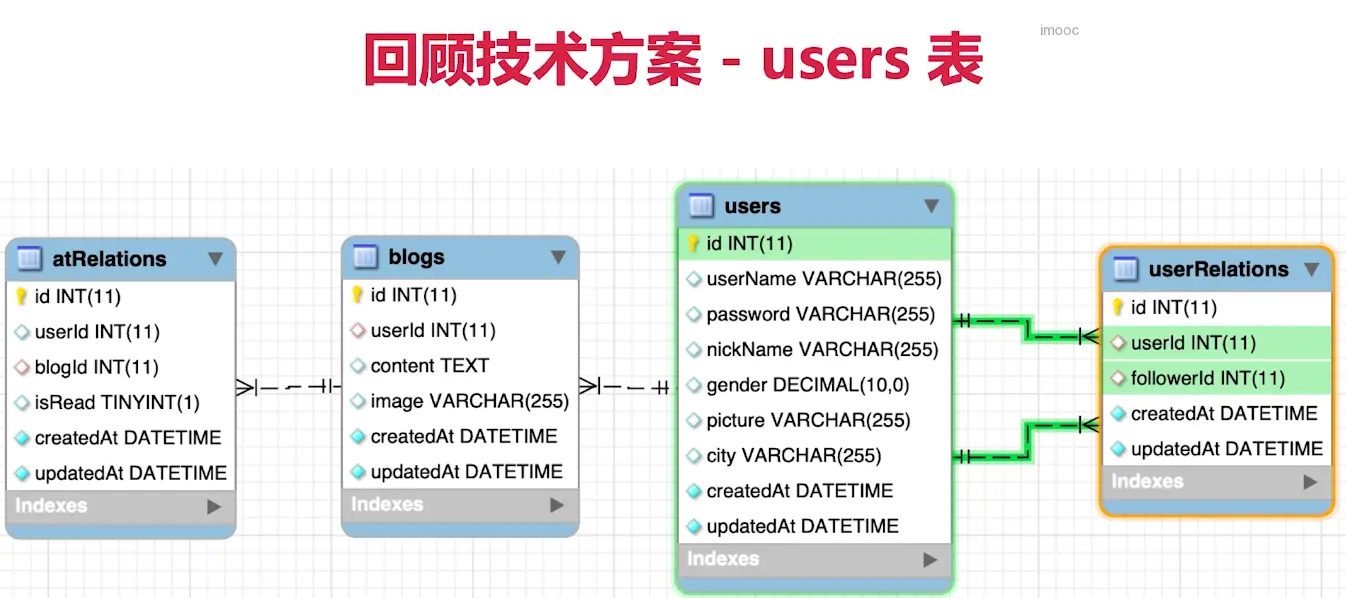 回顾技术方案 - users 表
imooc
atRelations
id INT(11)
userId INT(11)
blogId INT(11)
isRead TINYINT(1)
createdAt DATETIME
updatedAt DATETIME
Indexes
blogs
id INT(11)
userId INT(11)
content TEXT
image VARCHAR(255)
createdAt DATETIME
updatedAt DATETIME
Indexes
users
id INT(11)
userName VARCHAR(255)
password VARCHAR(255)
nickName VARCHAR(255)
gender DECIMAL(10,0)
picture VARCHAR(255)
city VARCHAR(255)
createdAt DATETIME
updatedAt DATETIME
Indexes
userRelations
id INT(11)
userId INT(11)
followerId INT(11)
createdAt DATETIME
updatedAt DATETIME
Indexes